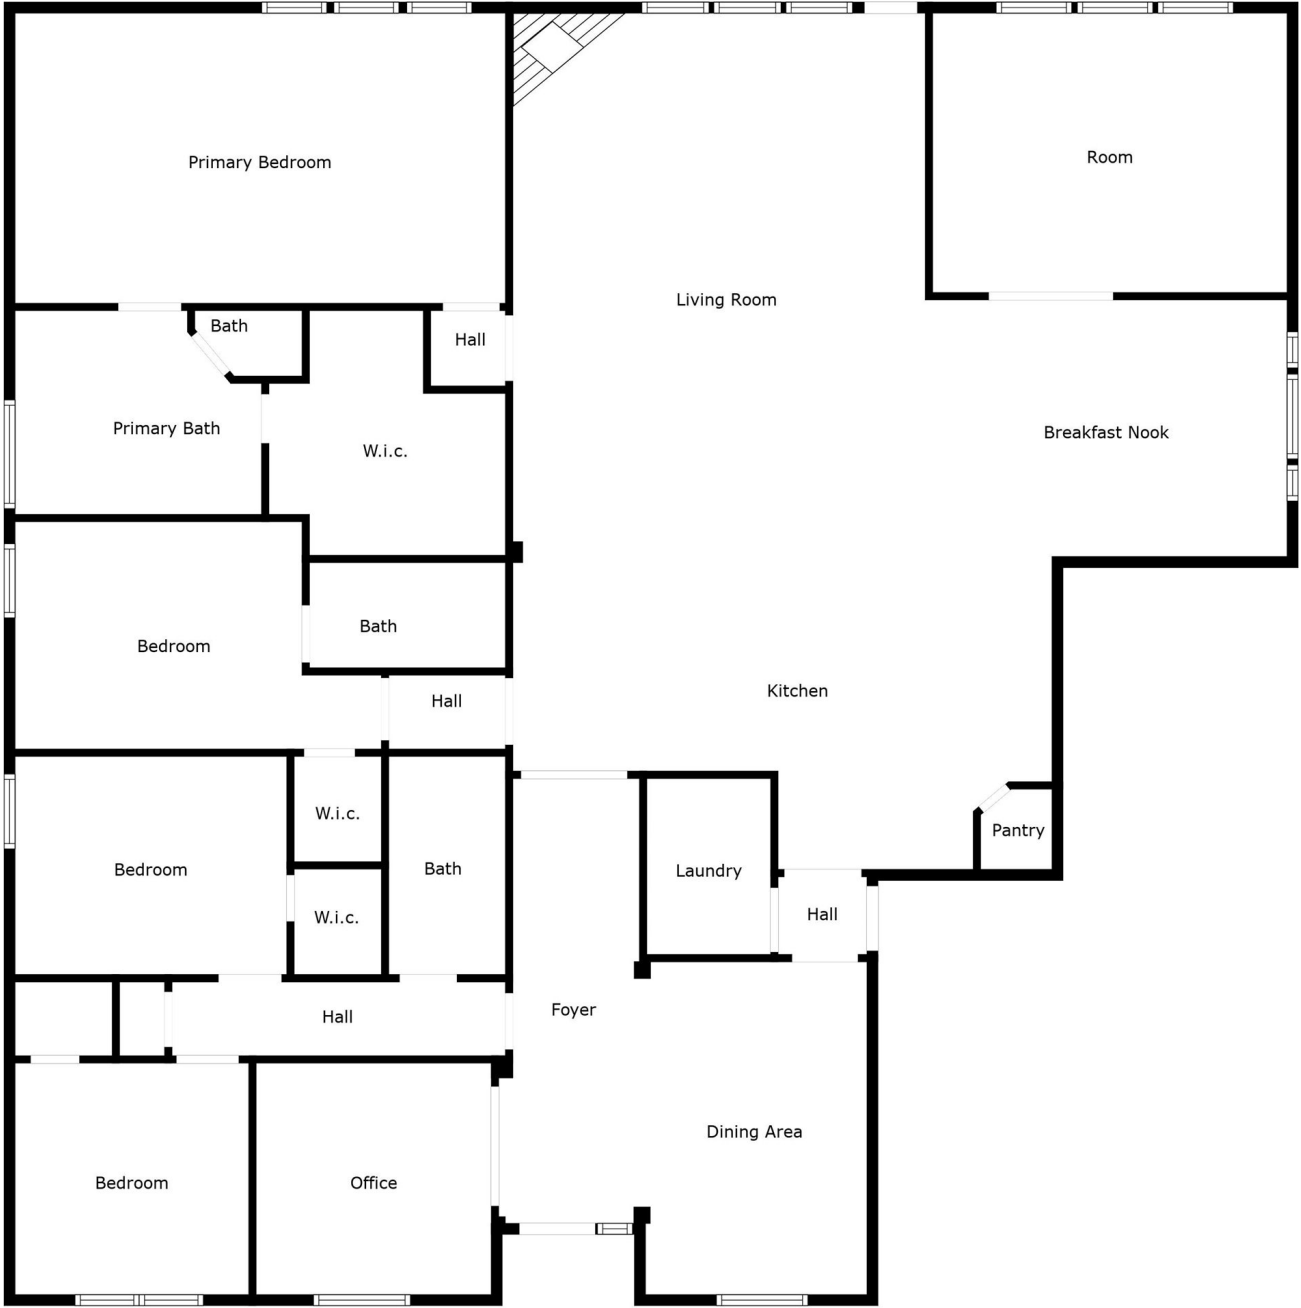 Primary Bedroom
Room
Living Room
Bath
Hall
Primary Bath
W.i.c.
Breakfast Nook
Bath
Bedroom
Hall
Kitchen
W.i.c.
Pantry
Bedroom
Bath
Laundry
W.i.c.
Hall
Hall
Foyer
Dining Area
Bedroom
Office